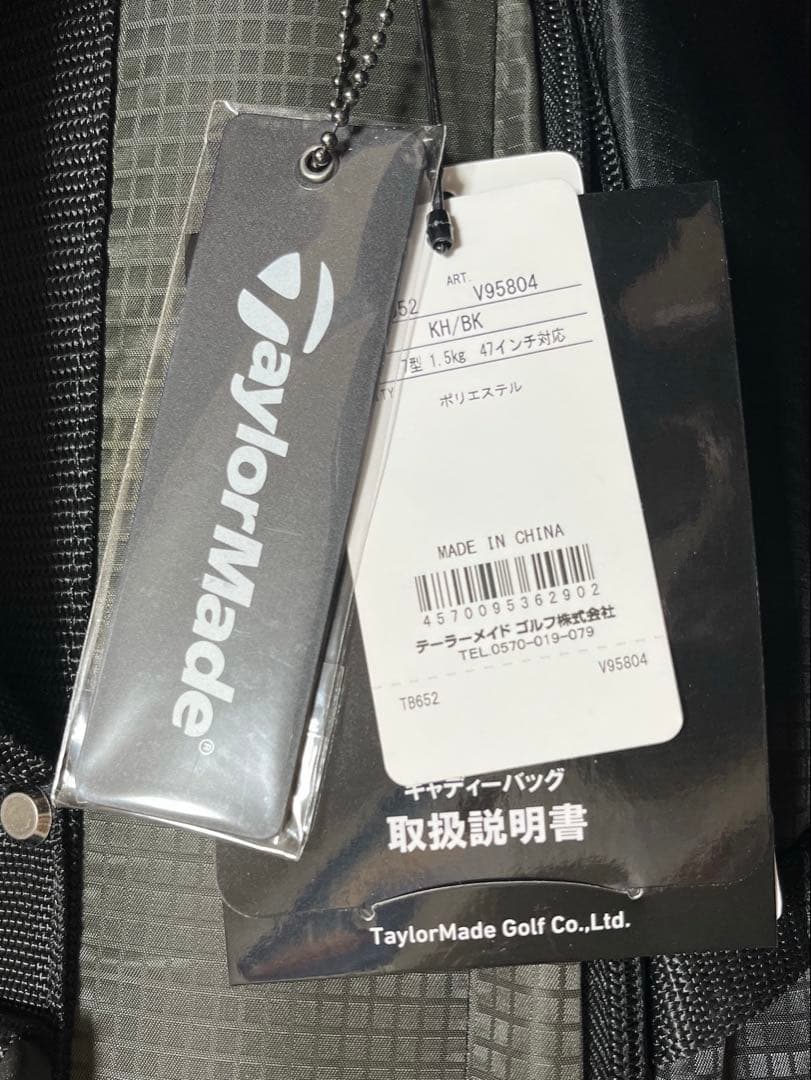 TaylorMade®
ART.
652 V95804
KH/BK
7型 1.5kg 47インチ対応
ポリエステル
MADE IN CHINA
4570095362902
テーラーメイド ゴルフ株式会社
TEL.0570-019-079
TB652 V95804
キャディーバッグ
取扱説明書
TaylorMade Golf Co.,Ltd.